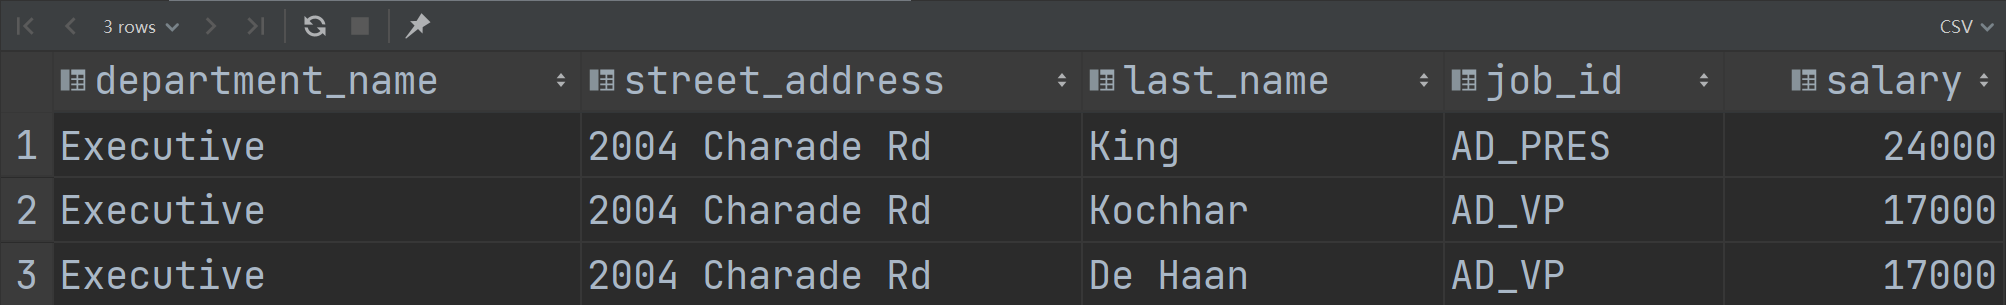 3 rows CSV
department_name street_address last_name job_id salary
1 Executive 2004 Charade Rd King AD_PRES 24000
2 Executive 2004 Charade Rd Kochhar AD_VP 17000
3 Executive 2004 Charade Rd De Haan AD_VP 17000